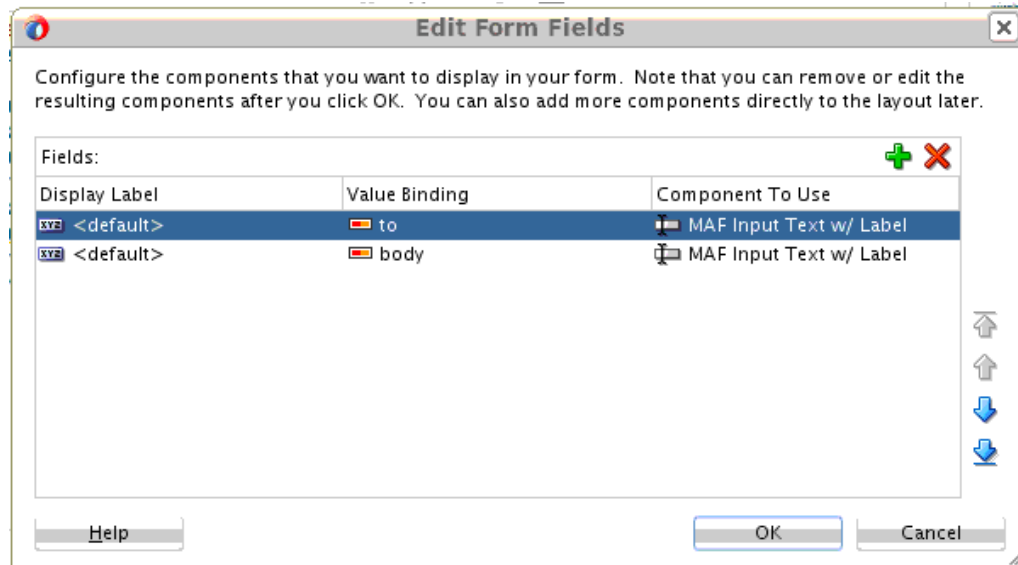 Edit Form Fields
Configure the components that you want to display in your form. Note that you can remove or edit the
resulting components after you click OK. You can also add more components directly to the layout later.
Fields:
Display Label Value Binding Component To Use
XYZ <default> to MAF Input Text w/ Label
XYZ <default> body MAF Input Text w/ Label
Help OK Cancel